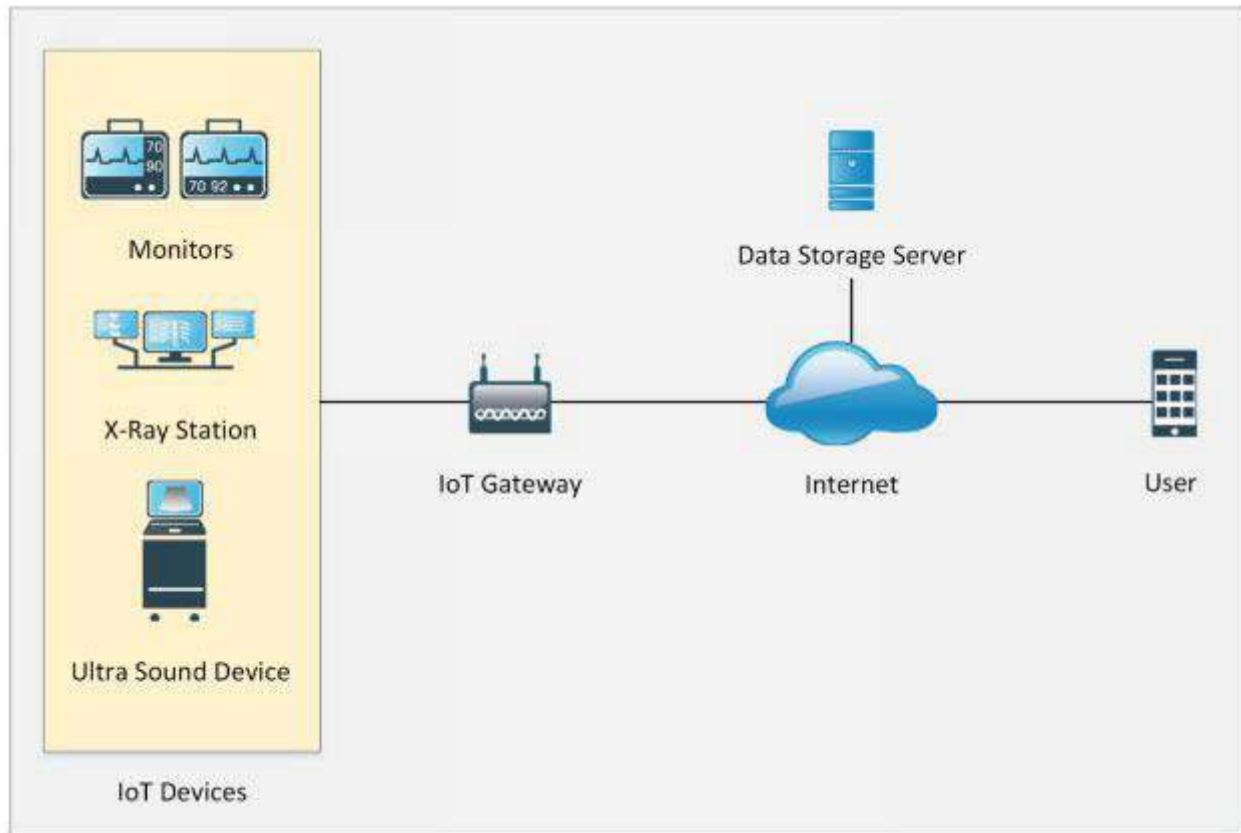 70
90
70 92
Monitors
X-Ray Station
Ultra Sound Device
IoT Devices
IoT Gateway
Data Storage Server
Internet
User